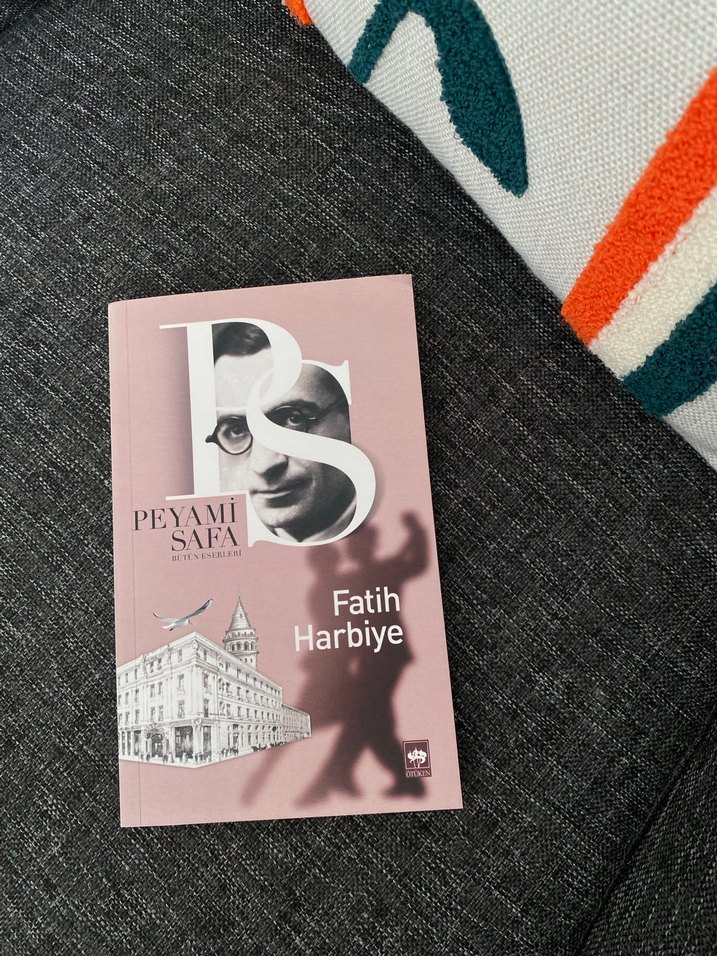 PS
PEYAMİ
SAFA
BÜTÜN ESERLERİ
Fatih
Harbiye
ÖTÜKEN